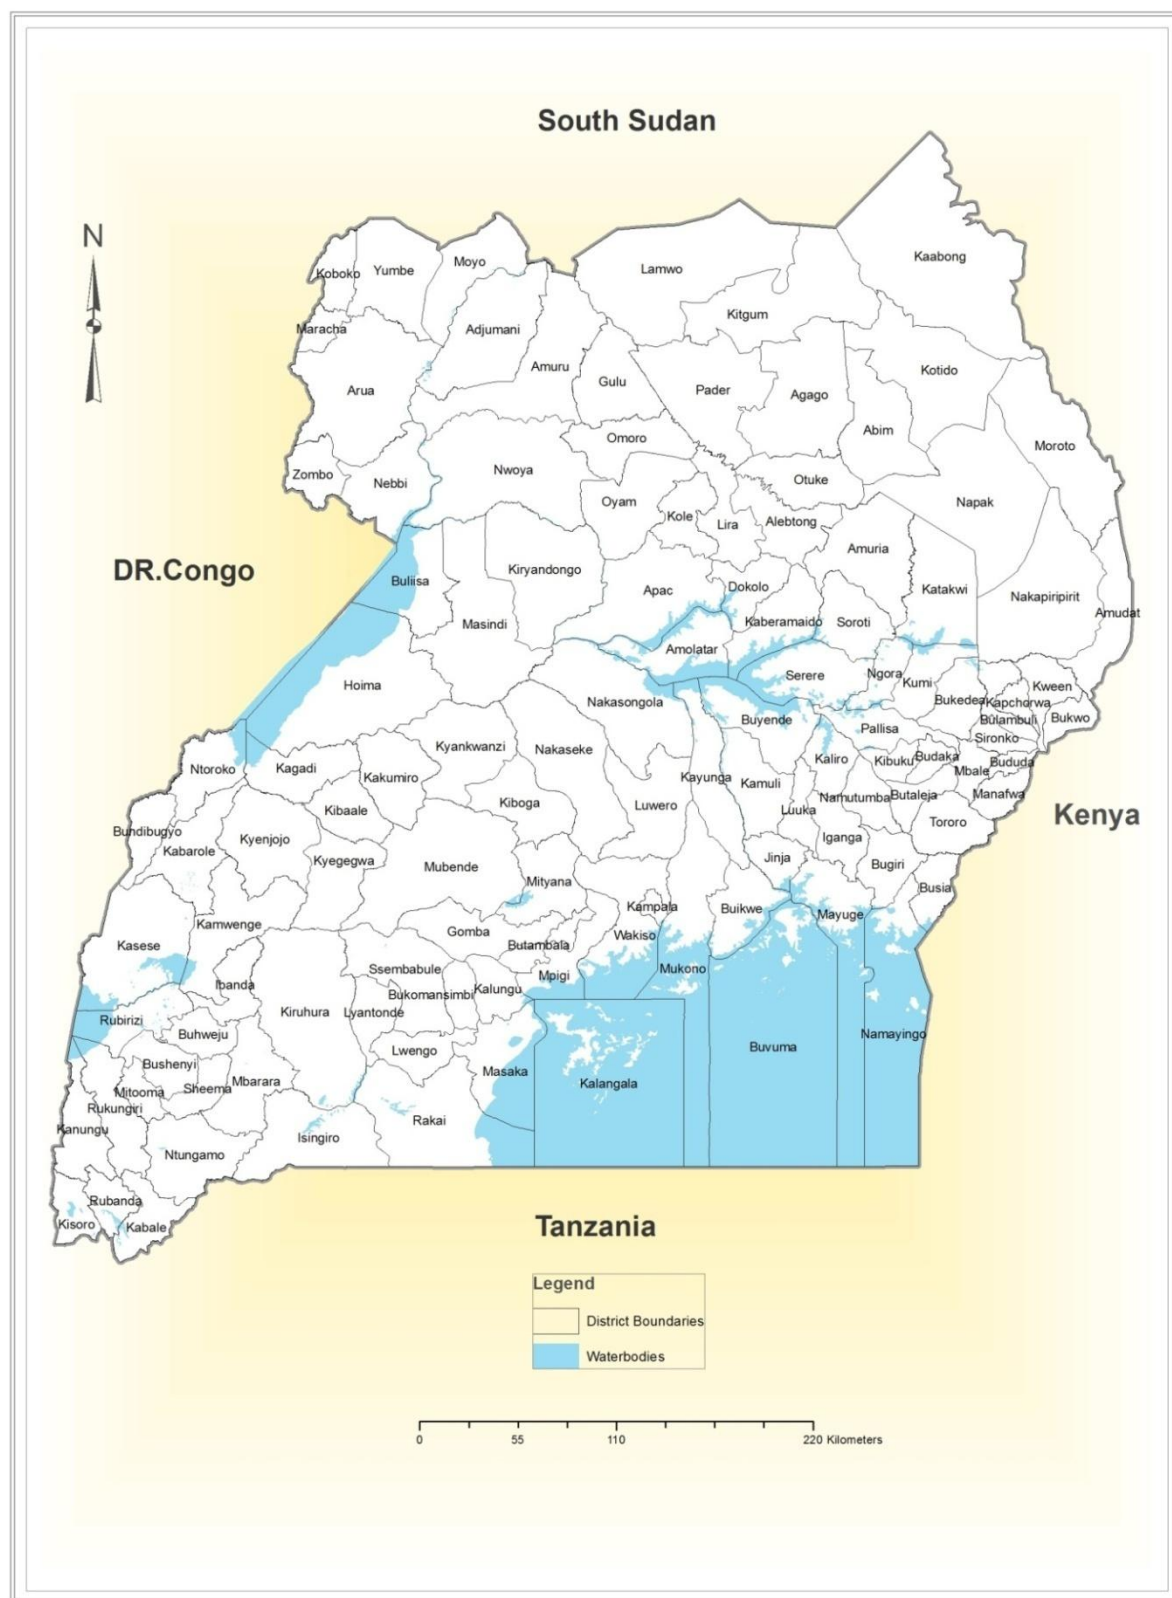 South Sudan
N
Kaabong
Moyo
Lamwo
Koboko
Yumbe
Kitgum
Maracha
Adjumani
Amuru
Kotido
Gulu
Pader
Arua
Agago
Abim
Omoro
Moroto
Nwoya
Zombo
Nebbi
Otuke
Oyam
Napak
Kole
Lira
Alebtong
Amuria
DR.Congo
Buliisa
Kiryandongo
Apac
Dokolo
Katakwi
Nakapiripirit
Amudat
Masindi
Kaberamaido
Soroti
Amolatar
Hoima
Serere
Ngora
Kumi
Kween
Nakasongola
Bukedea
Kapchorwa
Buyende
Bulambuli
Bukwo
Pallisa
Sironko
Kyankwanzi
Nakaseke
Ntoroko
Kagadi
Kakumiro
Kaliro
Kibuku
Budaka
Bududa
Mbale
Kayunga
Kamuli
Kiboga
Luwero
Kibaale
Luuka
Namutumba
Butaleja
Manafwa
Kenya
Tororo
Bundibugyo
Kabarole
Kyenjojo
Kyegegwa
Iganga
Jinja
Bugiri
Mubende
Mityana
Busia
Kampala
Buikwe
Mayuge
Kamwenge
Gomba
Wakiso
Kasese
Butambala
Ssembabule
Mpigi
Mukono
Ibanda
Bukomansimbi
Kalungu
Kiruhura
Lyantonde
Rubirizi
Buhweju
Namayingo
Lwengo
Buvuma
Bushenyi
Masaka
Mbarara
Kalangala
Mitooma
Sheema
Rukungiri
Rakai
Kanungu
Isingiro
Ntungamo
Rubanda
Kisoro
Kabale
Tanzania
Legend
District Boundaries
Waterbodies
0 55 110 220 Kilometers